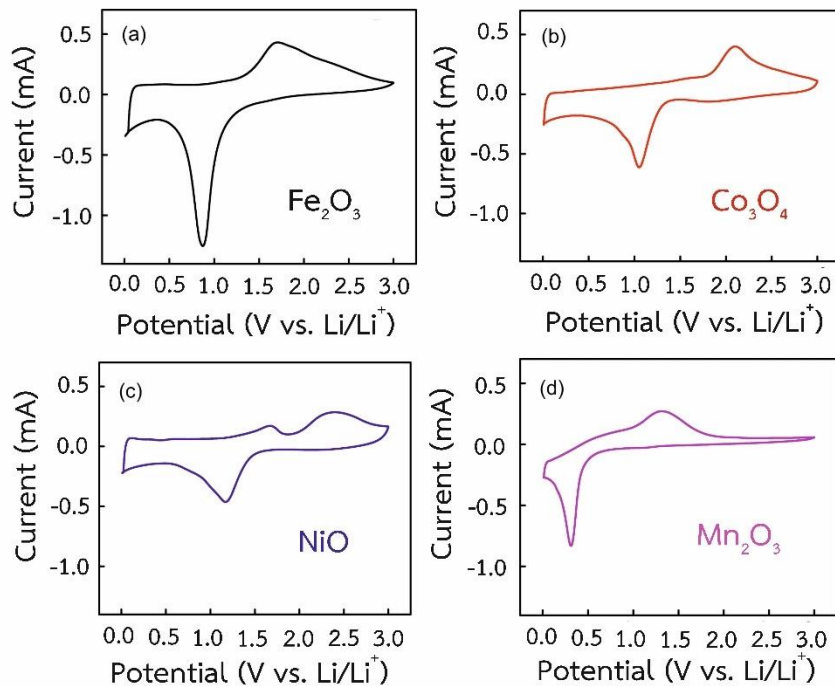 (a)
0.5
0.0
-0.5
-1.0
Current (mA)
Fe₂O₃
0.0 0.5 1.0 1.5 2.0 2.5 3.0
Potential (V vs. Li/Li⁺)
(b)
0.5
0.0
-0.5
-1.0
Current (mA)
Co₃O₄
0.0 0.5 1.0 1.5 2.0 2.5 3.0
Potential (V vs. Li/Li⁺)
(c)
0.5
0.0
-0.5
-1.0
Current (mA)
NiO
0.0 0.5 1.0 1.5 2.0 2.5 3.0
Potential (V vs. Li/Li⁺)
(d)
0.5
0.0
-0.5
-1.0
Current (mA)
Mn₂O₃
0.0 0.5 1.0 1.5 2.0 2.5 3.0
Potential (V vs. Li/Li⁺)